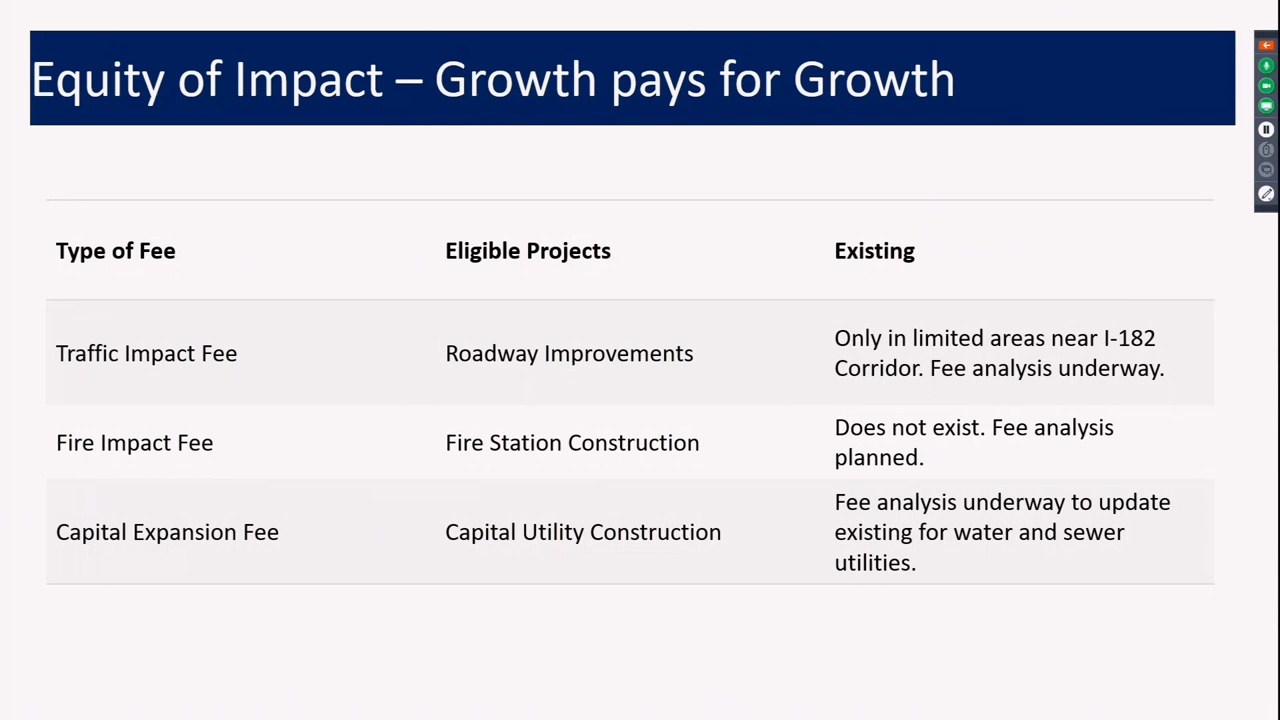 Equity of Impact – Growth pays for Growth
Type of Fee
Eligible Projects
Existing
Traffic Impact Fee
Roadway Improvements
Only in limited areas near I-182
Corridor. Fee analysis underway.
Fire Impact Fee
Fire Station Construction
Does not exist. Fee analysis
planned.
Capital Expansion Fee
Capital Utility Construction
Fee analysis underway to update
existing for water and sewer
utilities.